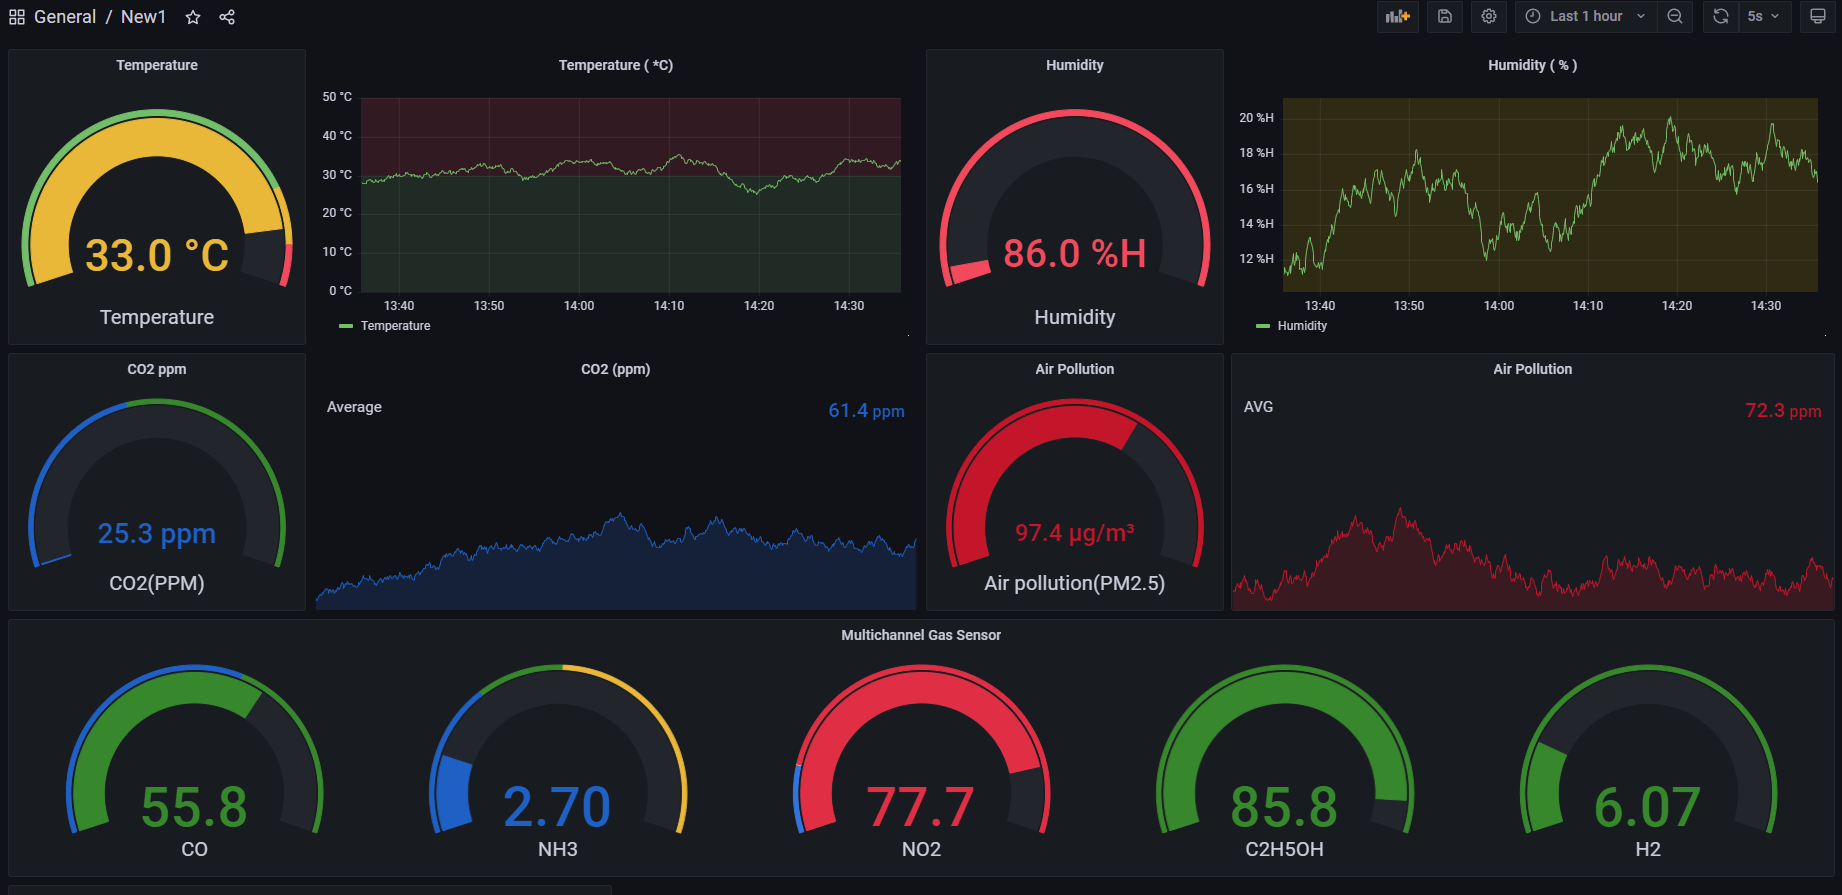 General / New1
Last 1 hour
5s
Temperature
33.0 °C
Temperature
Temperature ( *C)
50 °C
40 °C
30 °C
20 °C
10 °C
0 °C
13:40 13:50 14:00 14:10 14:20 14:30
Temperature
Humidity
86.0 %H
Humidity
Humidity ( % )
20 %H
18 %H
16 %H
14 %H
12 %H
13:40 13:50 14:00 14:10 14:20 14:30
Humidity
CO2 ppm
25.3 ppm
CO2(PPM)
CO2 (ppm)
Average
61.4 ppm
Air Pollution
97.4 µg/m³
Air pollution(PM2.5)
Air Pollution
AVG
72.3 ppm
Multichannel Gas Sensor
55.8
CO
2.70
NH3
77.7
NO2
85.8
C2H5OH
6.07
H2